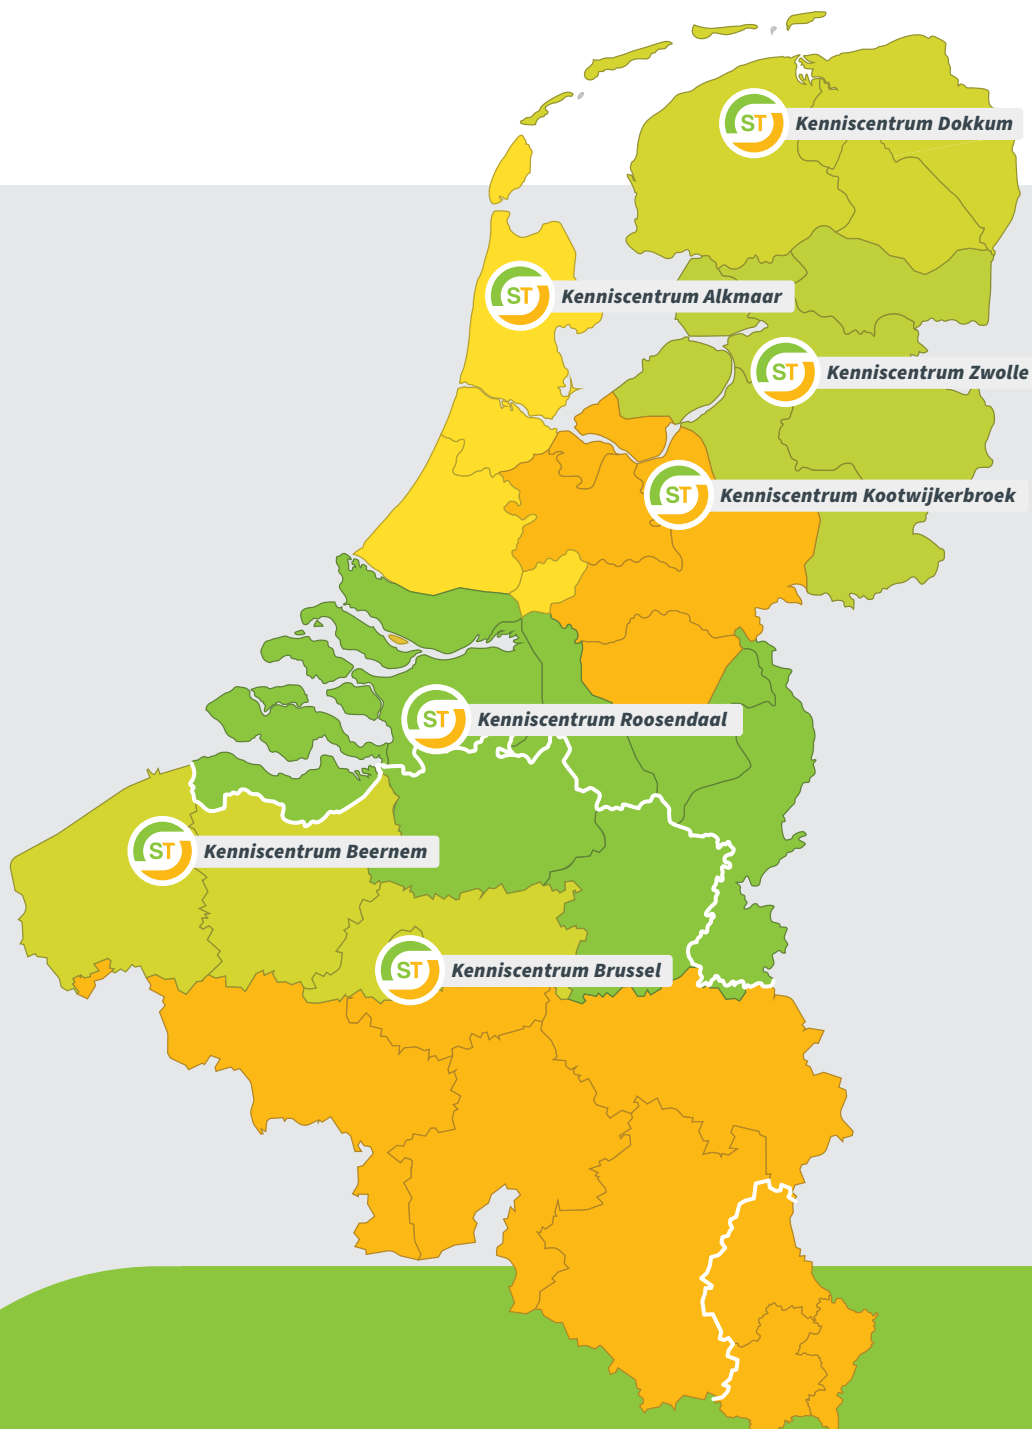 ST Kenniscentrum Dokkum
ST Kenniscentrum Alkmaar
ST Kenniscentrum Zwolle
ST Kenniscentrum Kootwijkerbroek
ST Kenniscentrum Roosendaal
ST Kenniscentrum Beernem
ST Kenniscentrum Brussel